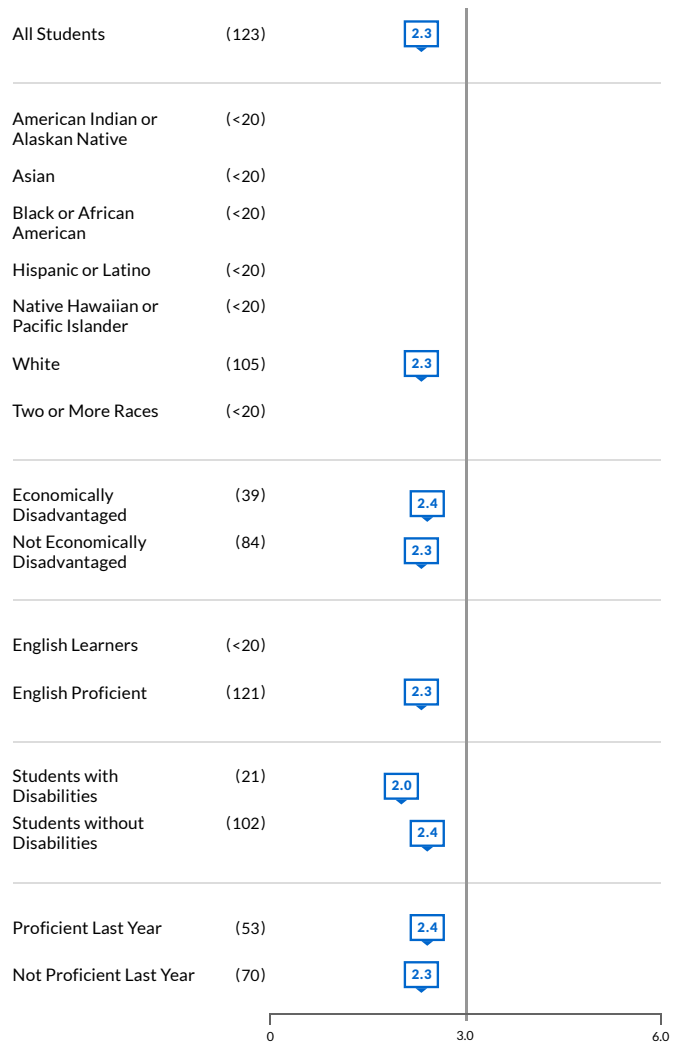 All Students (123) 2.3
American Indian or (<20)
Alaskan Native
Asian (<20)
Black or African (<20)
American
Hispanic or Latino (<20)
Native Hawaiian or (<20)
Pacific Islander
White (105) 2.3
Two or More Races (<20)
Economically (39) 2.4
Disadvantaged
Not Economically (84) 2.3
Disadvantaged
English Learners (<20)
English Proficient (121) 2.3
Students with (21) 2.0
Disabilities
Students without (102) 2.4
Disabilities
Proficient Last Year (53) 2.4
Not Proficient Last Year (70) 2.3
0 3.0 6.0